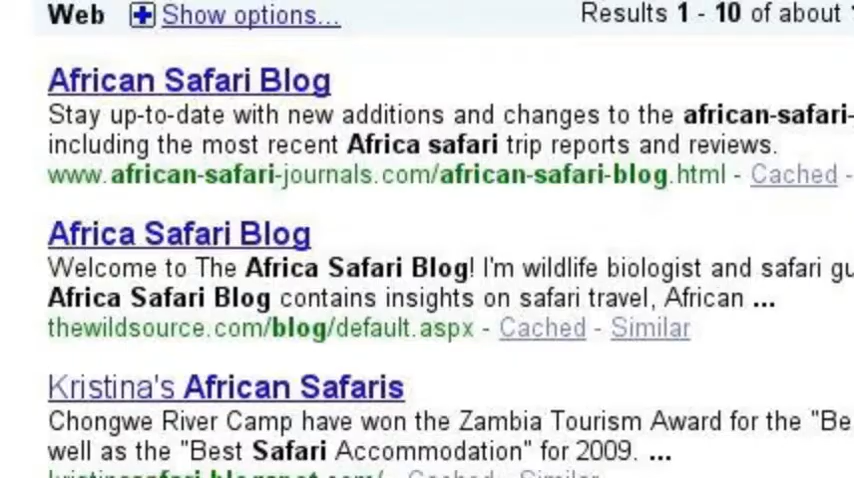 Web + Show options... Results 1 - 10 of about
African Safari Blog
Stay up-to-date with new additions and changes to the african-safari-
including the most recent Africa safari trip reports and reviews.
www.african-safari-journals.com/african-safari-blog.html - Cached -
Africa Safari Blog
Welcome to The Africa Safari Blog! I'm wildlife biologist and safari gu
Africa Safari Blog contains insights on safari travel, African ...
thewildsource.com/blog/default.aspx - Cached - Similar
Kristina's African Safaris
Chongwe River Camp have won the Zambia Tourism Award for the "Be
well as the "Best Safari Accommodation" for 2009. ...
kristinasafari.blogspot.com/ - Cached - Similar